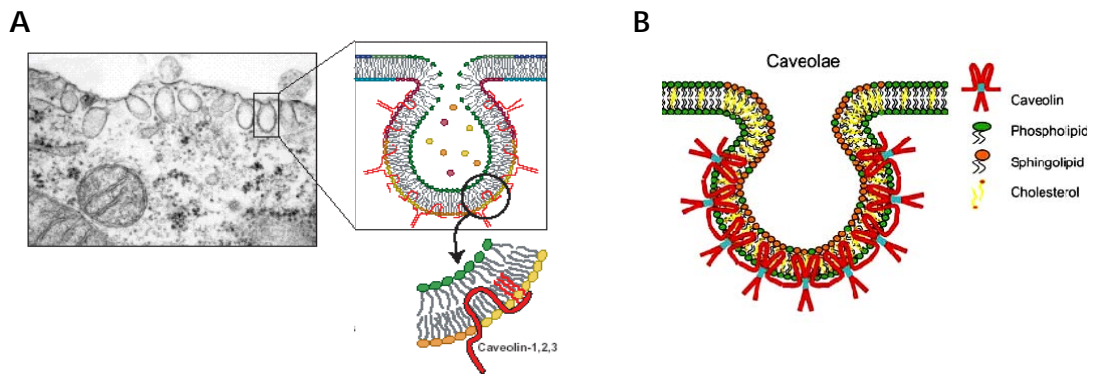 A
Caveolin-1,2,3
B
Caveolae
Caveolin
Phospholipid
Sphingolipid
Cholesterol